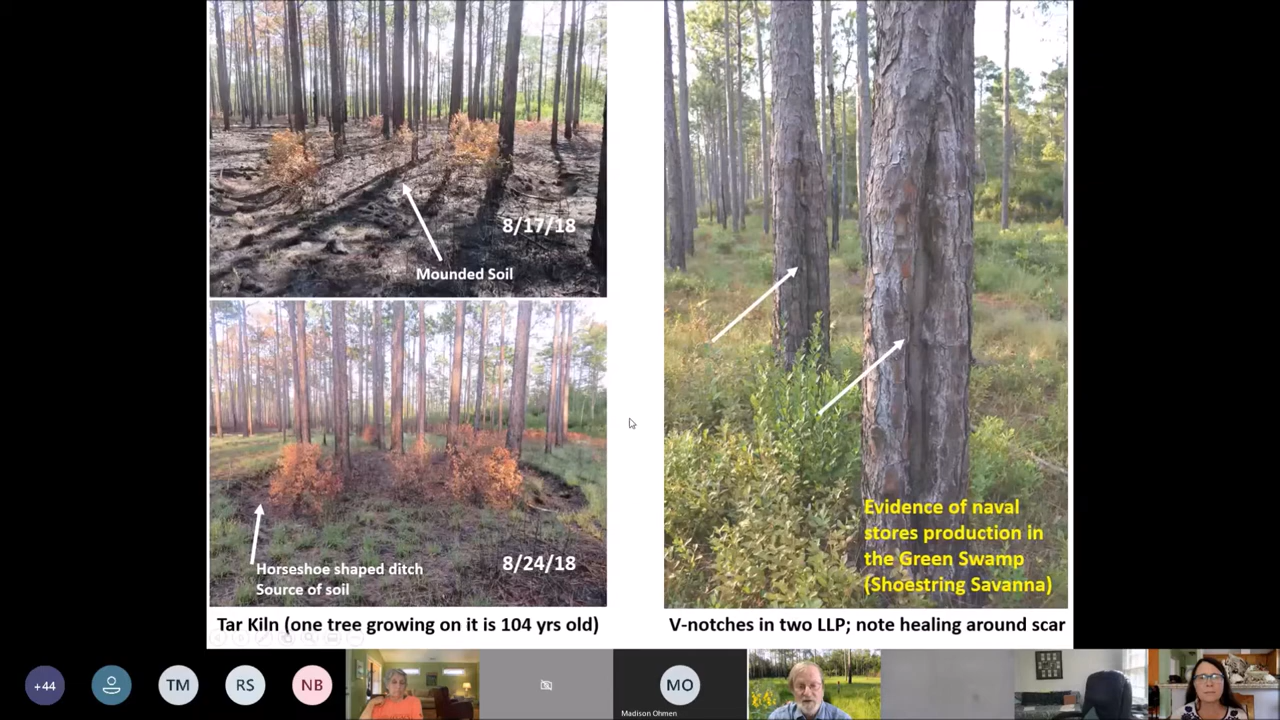 8/17/18
Mounded Soil
8/24/18
Horseshoe shaped ditch
Source of soil
Tar Kiln (one tree growing on it is 104 yrs old)
Evidence of naval
stores production in
the Green Swamp
(Shoestring Savanna)
V-notches in two LLP; note healing around scar
+44
TM
RS
NB
MO
Madison Ohmen